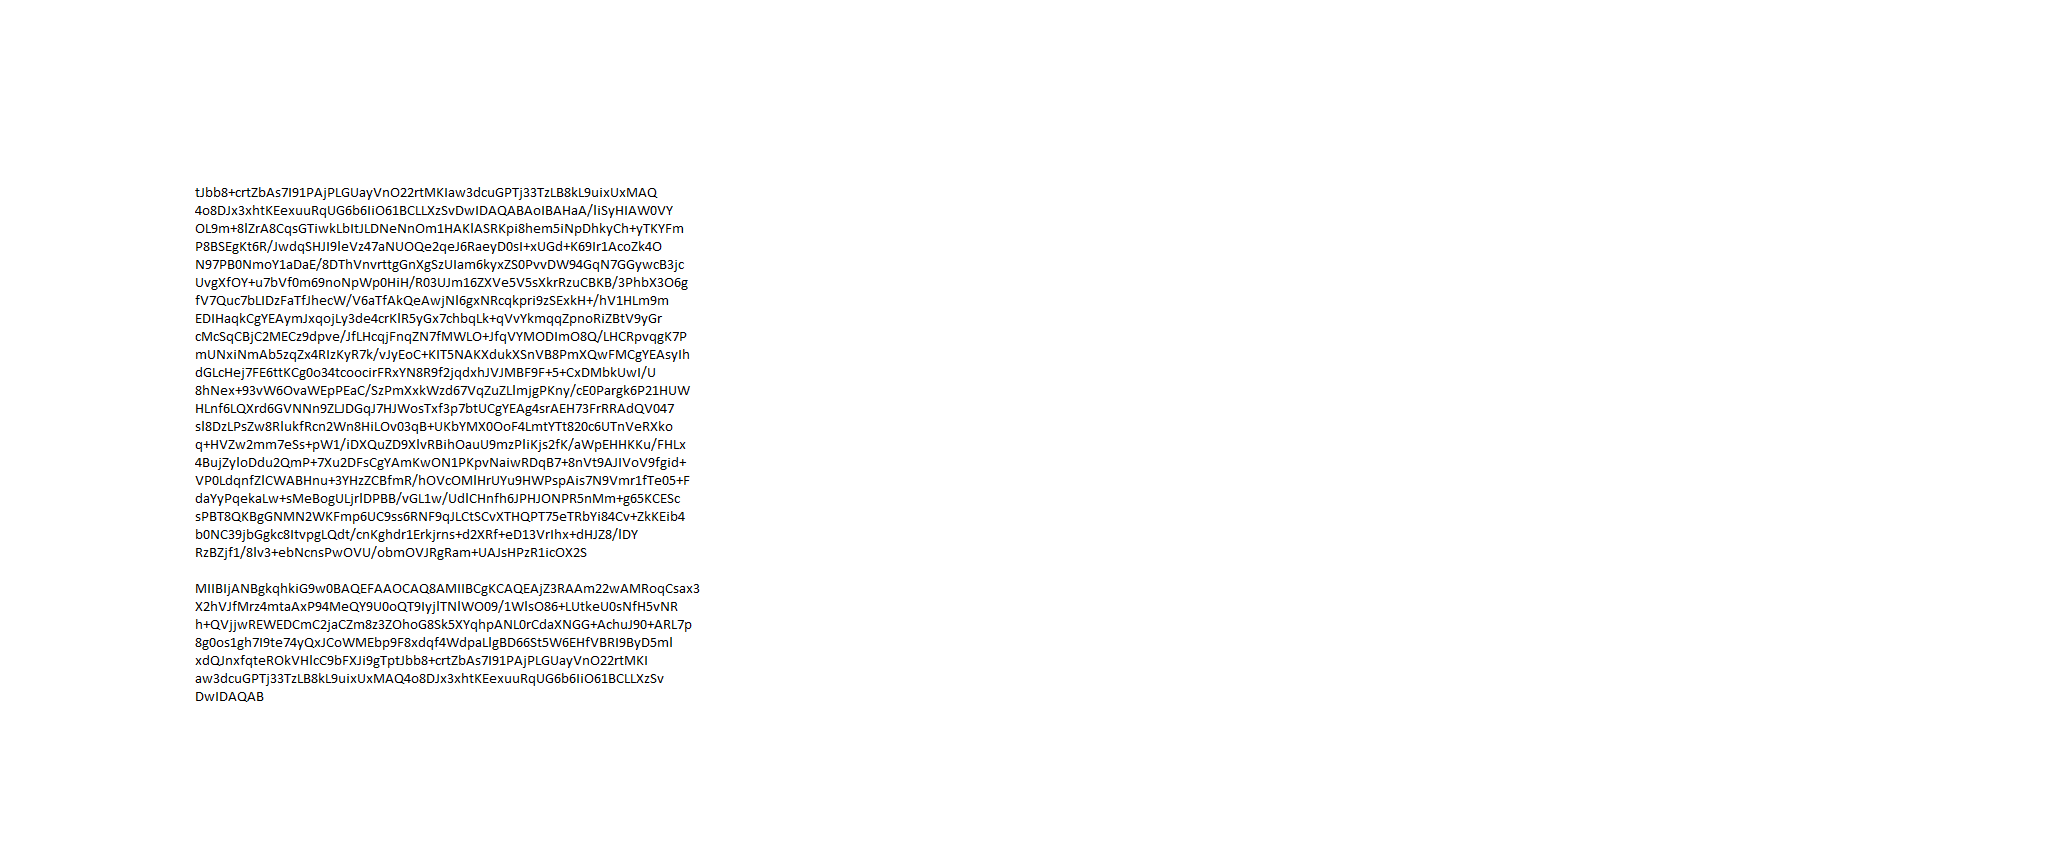 tJbb8+crtZbAs7I91PAjPLGUayVnO22rtMKIaw3dcuGPTj33TzLB8kL9uixUxMAQ
4o8DJx3xhtKEexuuRqUG6b6IiO61BCLLXzSvDwIDAQABAoIBAHaA/liSyHIAW0VY
OL9m+8lZrA8CqsGTiwkLbItJLDNeNnOm1HAKlASRKpi8hem5iNpDhkyCh+yTKYFm
P8BSEgKt6R/JwdqSHJI9leVz47aNUOQe2qeJ6RaeyD0sI+xUGd+K69Ir1AcoZk4O
N97PB0NmoY1aDaE/8DThVnvrttgGnXgSzUIam6kyxZS0PvvDW94GqN7GGywcB3jc
UvgXfOY+u7bVf0m69noNpWp0HiH/R03UJm16ZXVe5V5sXkrRzuCBKB/3PhbX3O6g
fV7Quc7bLIDzFaTfJhecW/V6aTfAkQeAwjNl6gxNRcqkpri9zSExkH+/hV1HLm9m
EDIHaqkCgYEAymJxqojLy3de4crKlR5yGx7chbqLk+qVvYkmqqZpnoRiZBtV9yGr
cMcSqCBjC2MECz9dpve/JfLHcqjFnqZN7fMWLO+JfqVYMODImO8Q/LHCRpvqgK7P
mUNxiNmAb5zqZx4RIzKyR7k/vJyEoC+KIT5NAKXdukXSnVB8PmXQwFMCgYEAsyIh
dGLcHej7FE6ttKCg0o34tcoocirFRxYN8R9f2jqdxhJVJMBF9F+5+CxDMbkUwI/U
8hNex+93vW6OvaWEpPEaC/SzPmXxkWzd67VqZuZLlmjgPKny/cE0Pargk6P21HUW
HLnf6LQXrd6GVNNn9ZLJDGqJ7HJWosTxf3p7btUCgYEAg4srAEH73FrRRAdQV047
sl8DzLPsZw8RlukfRcn2Wn8HiLOv03qB+UKbYMX0OoF4LmtYTt820c6UTnVeRXko
q+HVZw2mm7eSs+pW1/iDXQuZD9XlvRBihOauU9mzPliKjs2fK/aWpEHHKKu/FHLx
4BujZyloDdu2QmP+7Xu2DFsCgYAmKwON1PKpvNaiwRDqB7+8nVt9AJIVoV9fgid+
VP0LdqnfZlCWABHnu+3YHzZCBfmR/hOVcOMlHrUYu9HWPspAis7N9Vmr1fTe05+F
daYyPqekaLw+sMeBogULjrlDPBB/vGL1w/UdlCHnfh6JPHJONPR5nMm+g65KCESc
sPBT8QKBgGNMN2WKFmp6UC9ss6RNF9qJLCtSCvXTHQPT75eTRbYi84Cv+ZkKEib4
b0NC39jbGgkc8ItvpgLQdt/cnKghdr1Erkjrns+d2XRf+eD13VrIhx+dHJZ8/lDY
RzBZjf1/8lv3+ebNcnsPwOVU/obmOVJRgRam+UAJsHPzR1icOX2S

MIIBIjANBgkqhkiG9w0BAQEFAAOCAQ8AMIIBCgKCAQEAjZ3RAAm22wAMRoqCsax3
X2hVJfMrz4mtaAxP94MeQY9U0oQT9IyjlTNlWO09/1WlsO86+LUtkeU0sNfH5vNR
h+QVjjwREWEDCmC2jaCZm8z3ZOhoG8Sk5XYqhpANL0rCdaXNGG+AchuJ90+ARL7p
8g0os1gh7I9te74yQxJCoWMEbp9F8xdqf4WdpaLlgBD66St5W6EHfVBRI9ByD5ml
xdQJnxfqteROkVHlcC9bFXJi9gTptJbb8+crtZbAs7I91PAjPLGUayVnO22rtMKI
aw3dcuGPTj33TzLB8kL9uixUxMAQ4o8DJx3xhtKEexuuRqUG6b6IiO61BCLLXzSv
DwIDAQAB